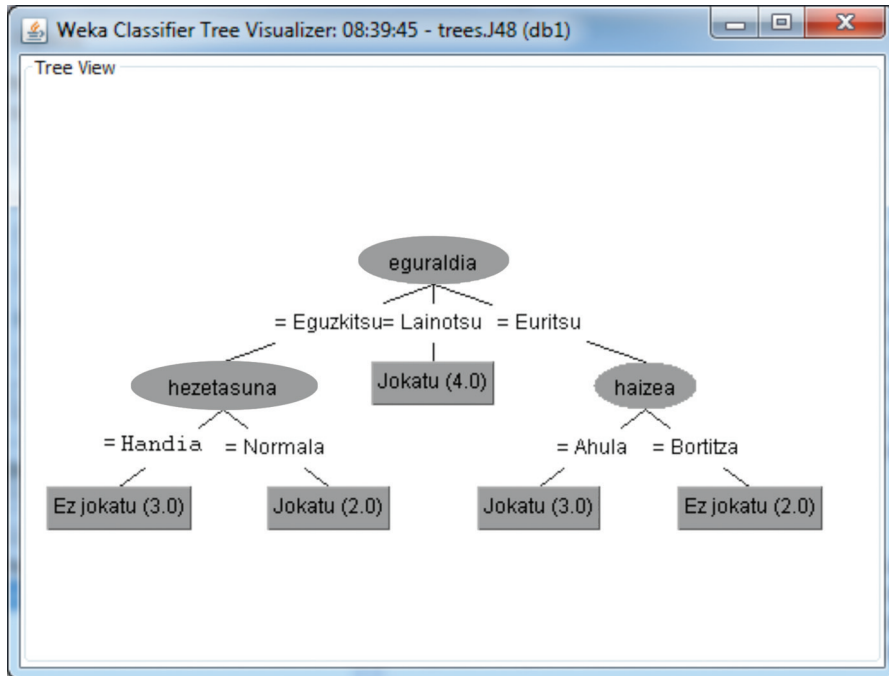 Weka Classifier Tree Visualizer: 08:39:45 - trees.J48 (db1)
Tree View
eguraldia
= Eguzkitsu= Lainotsu = Euritsu
hezetasuna Jokatu (4.0) haizea
= Handia = Normala = Ahula = Bortitza
Ez jokatu (3.0) Jokatu (2.0) Jokatu (3.0) Ez jokatu (2.0)